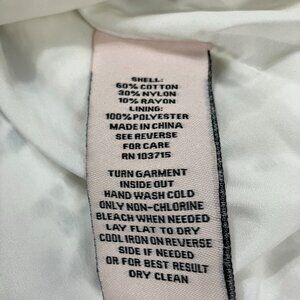 SHELL:
60% COTTON
30% NYLON
10% RAYON
LINING:
100% POLYESTER
MADE IN CHINA
SEE REVERSE
FOR CARE
RN 103715
TURN GARMENT
INSIDE OUT
HAND WASH COLD
ONLY NON-CHLORINE
BLEACH WHEN NEEDED
LAY FLAT TO DRY
COOL IRON ON REVERSE
SIDE IF NEEDED
OR FOR BEST RESULT
DRY CLEAN